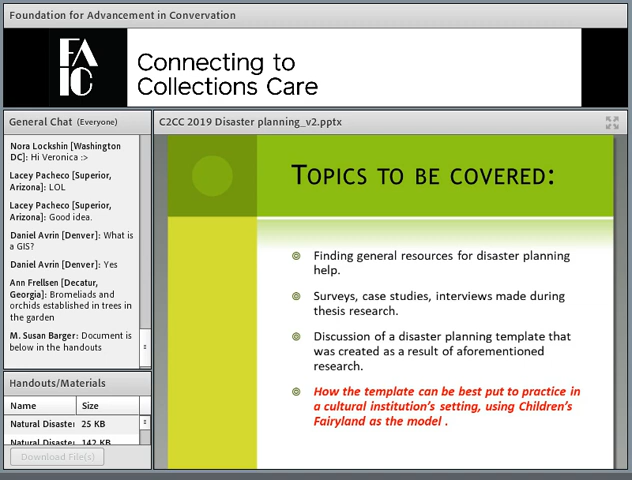 Foundation for Advancement in Convervation
FA
IC
Connecting to
Collections Care
General Chat (Everyone)
Nora Lockshin [Washington
DC]: Hi Veronica :>
Lacey Pacheco [Superior,
Arizona]: LOL
Lacey Pacheco [Superior,
Arizona]: Good idea.
Daniel Avrin [Denver]: What is
a GIS?
Daniel Avrin [Denver]: Yes
Ann Frellsen [Decatur,
Georgia]: Bromeliads and
orchids established in trees in
the garden
M. Susan Barger: Document is
below in the handouts
Handouts/Materials
Name Size
Natural Disaster 25 KB
Natural Disaster 142 KB
Download File(s)
C2CC 2019 Disaster planning_v2.pptx
TOPICS TO BE COVERED:
Finding general resources for disaster planning
help.
Surveys, case studies, interviews made during
thesis research.
Discussion of a disaster planning template that
was created as a result of aforementioned
research.
How the template can be best put to practice in
a cultural institution's setting, using Children's
Fairyland as the model .